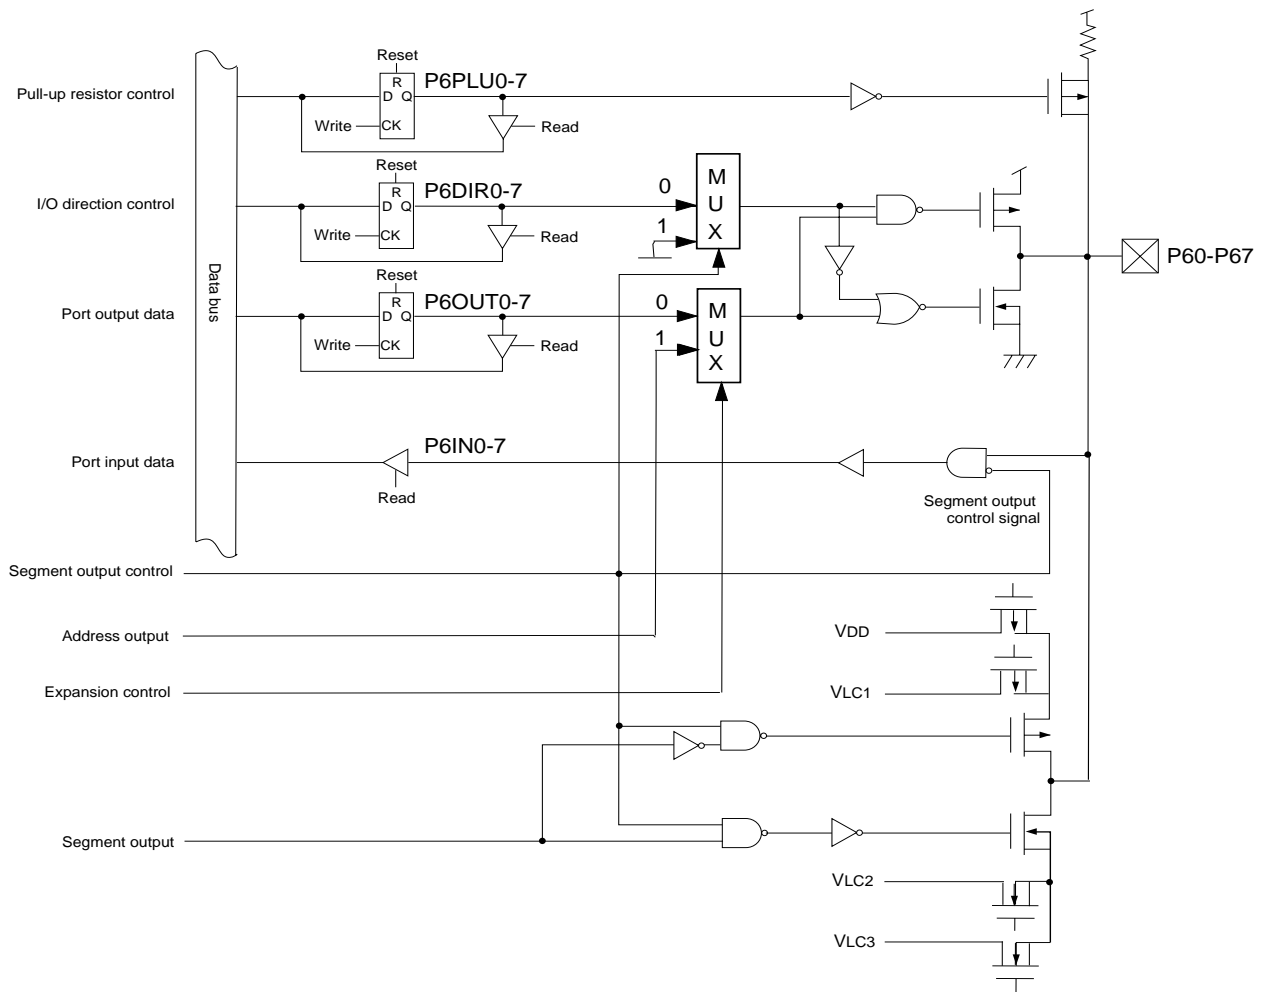 Reset
Pull-up resistor control
R
D Q
CK
P6PLU0-7
Write
Read
Reset
I/O direction control
R
D Q
CK
P6DIR0-7
Write
Read
0
1
M
U
X
Data bus
Reset
Port output data
R
D Q
CK
P6OUT0-7
Write
Read
0
1
M
U
X
P60-P67
Port input data
P6IN0-7
Read
Segment output
control signal
Segment output control
Address output
VDD
Expansion control
VLC1
Segment output
VLC2
VLC3